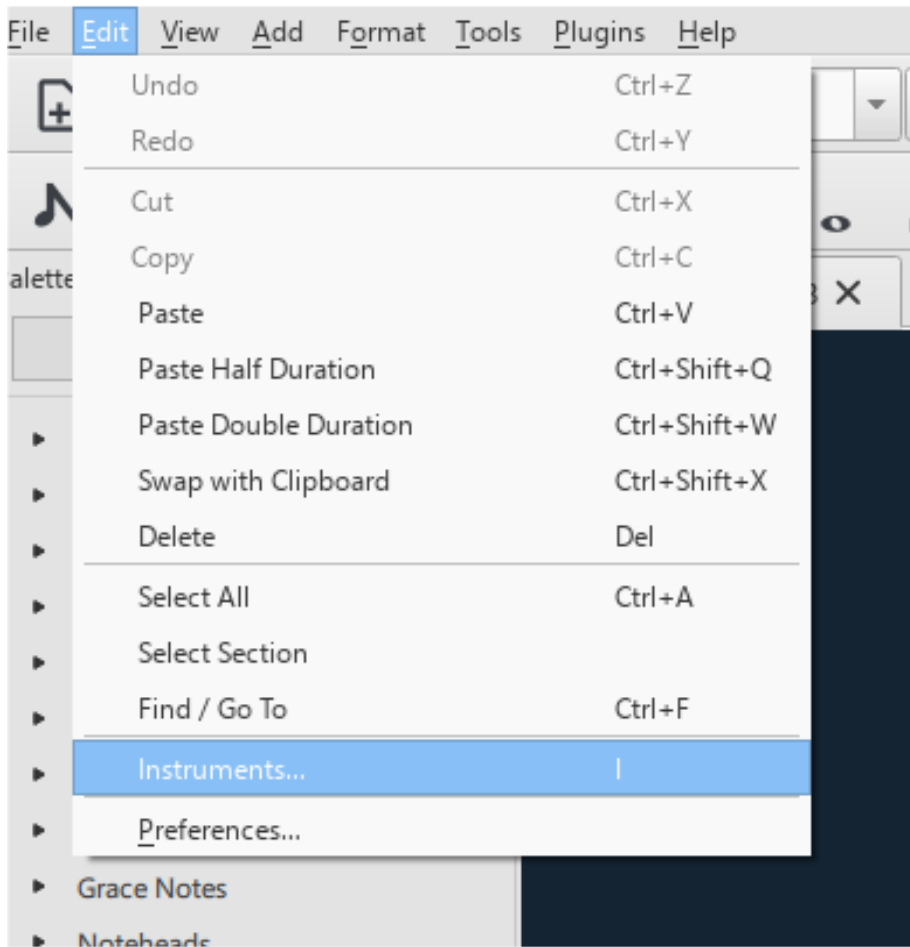 File Edit View Add Format Tools Plugins Help
Undo Ctrl+Z
Redo Ctrl+Y
Cut Ctrl+X
Copy Ctrl+C
Paste Ctrl+V
Paste Half Duration Ctrl+Shift+Q
Paste Double Duration Ctrl+Shift+W
Swap with Clipboard Ctrl+Shift+X
Delete Del
Select All Ctrl+A
Select Section
Find / Go To Ctrl+F
Instruments... I
Preferences...
Grace Notes
Noteheads